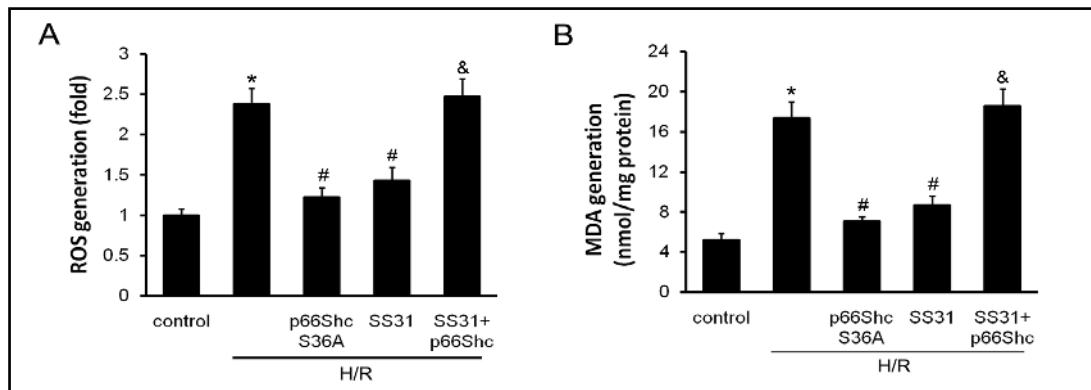 A
ROS generation (fold)
3
2.5
2
1.5
1
0.5
0
*
#
#
&
control
p66Shc
S36A
SS31
SS31+
p66Shc
H/R
B
MDA generation
(nmol/mg protein)
24
20
16
12
8
4
0
*
#
#
&
control
p66Shc
S36A
SS31
SS31+
p66Shc
H/R